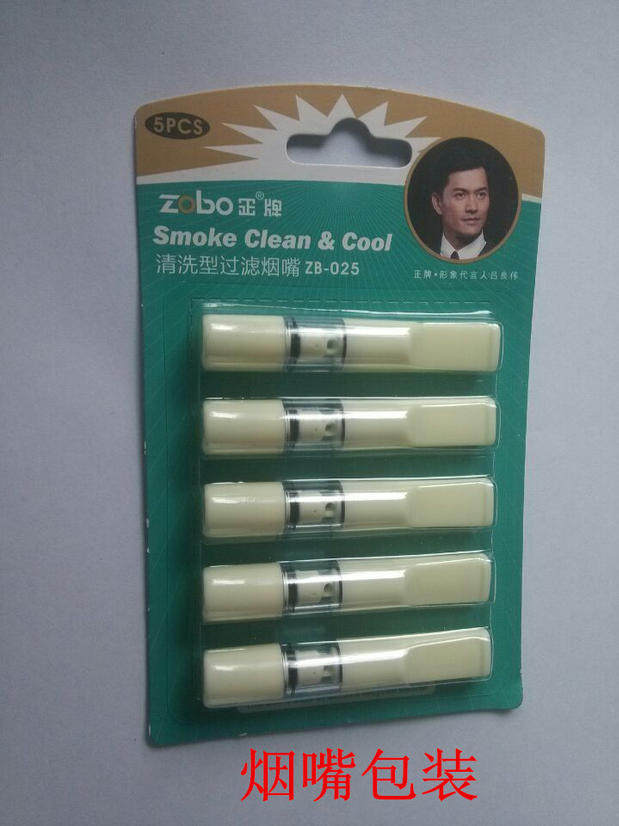 5PCS
zobo正®牌
Smoke Clean & Cool
清洗型过滤烟嘴 ZB-025
正牌·形象代言人吕良伟
烟嘴包装